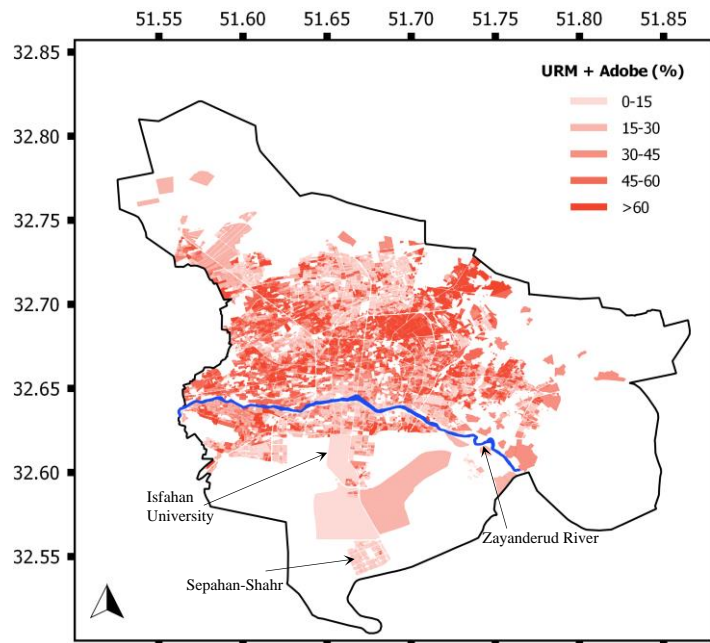 51.55 51.60 51.65 51.70 51.75 51.80 51.85
32.85
32.80
32.75
32.70
32.65
32.60
32.55
URM + Adobe (%)
0-15
15-30
30-45
45-60
>60
Isfahan
University
Zayanderud River
Sepahan-Shahr